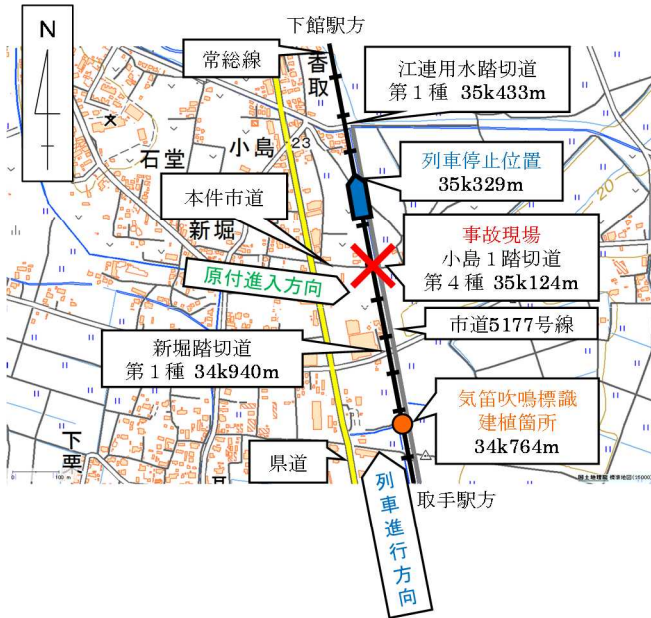 下館駅方
N
常総線
香取
江連用水踏切道
第１種 35k433m
石堂
小島
23
列車停止位置
35k329m
本件市道
新堀
20
事故現場
小島１踏切道
第４種 35k124m
原付進入方向
市道5177号線
新堀踏切道
第１種 34k940m
気笛吹鳴標識
建植箇所
34k764m
下栗
県道
列車進行方向
取手駅方